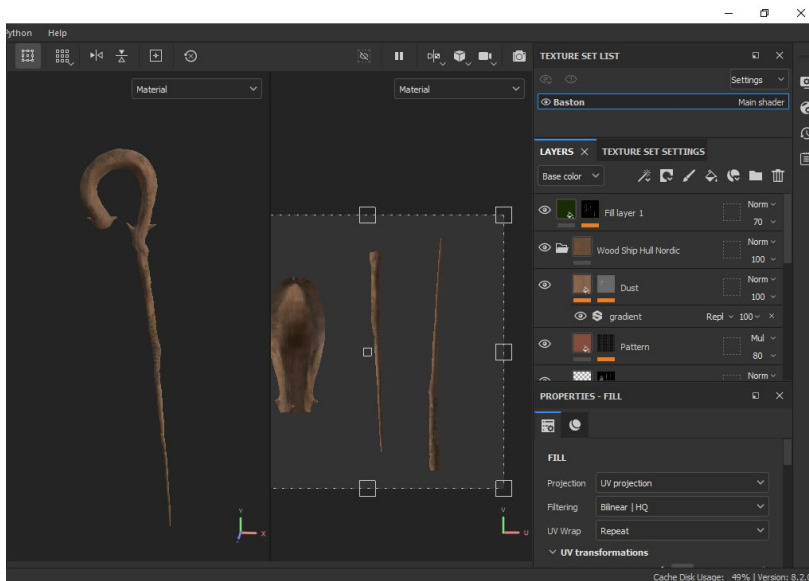 Python Help
Material
Material
TEXTURE SET LIST
Settings
Baston Main shader
LAYERS TEXTURE SET SETTINGS
Base color
Norm
Fill layer 1
70
Norm
Wood Ship Hull Nordic
100
Norm
Dust
100
gradient Repl 100
Mul
Pattern
80
Norm
PROPERTIES - FILL
FILL
Projection UV projection
Filtering Bilinear | HQ
UV Wrap Repeat
UV transformations
Y
X
V
U
Cache Disk Usage: 49% | Version: 8.2.0